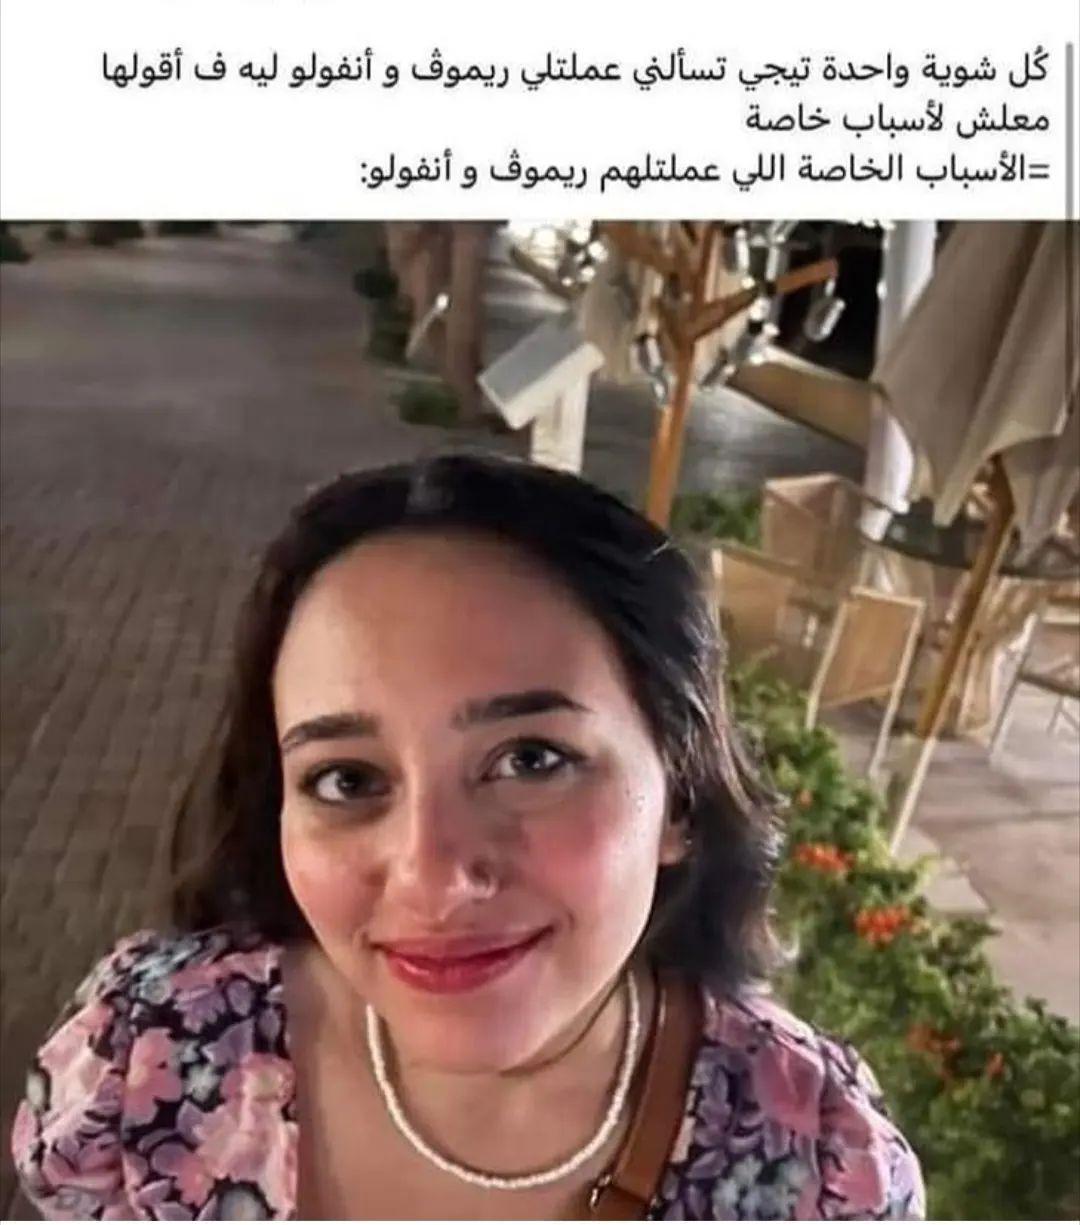 كُل شوية واحدة تيجي تسألني عملتلي ريموڤ و أنفولو ليه ف أقولها
معلش لأسباب خاصة
=الأسباب الخاصة اللي عملتلهم ريموڤ و أنفولو: